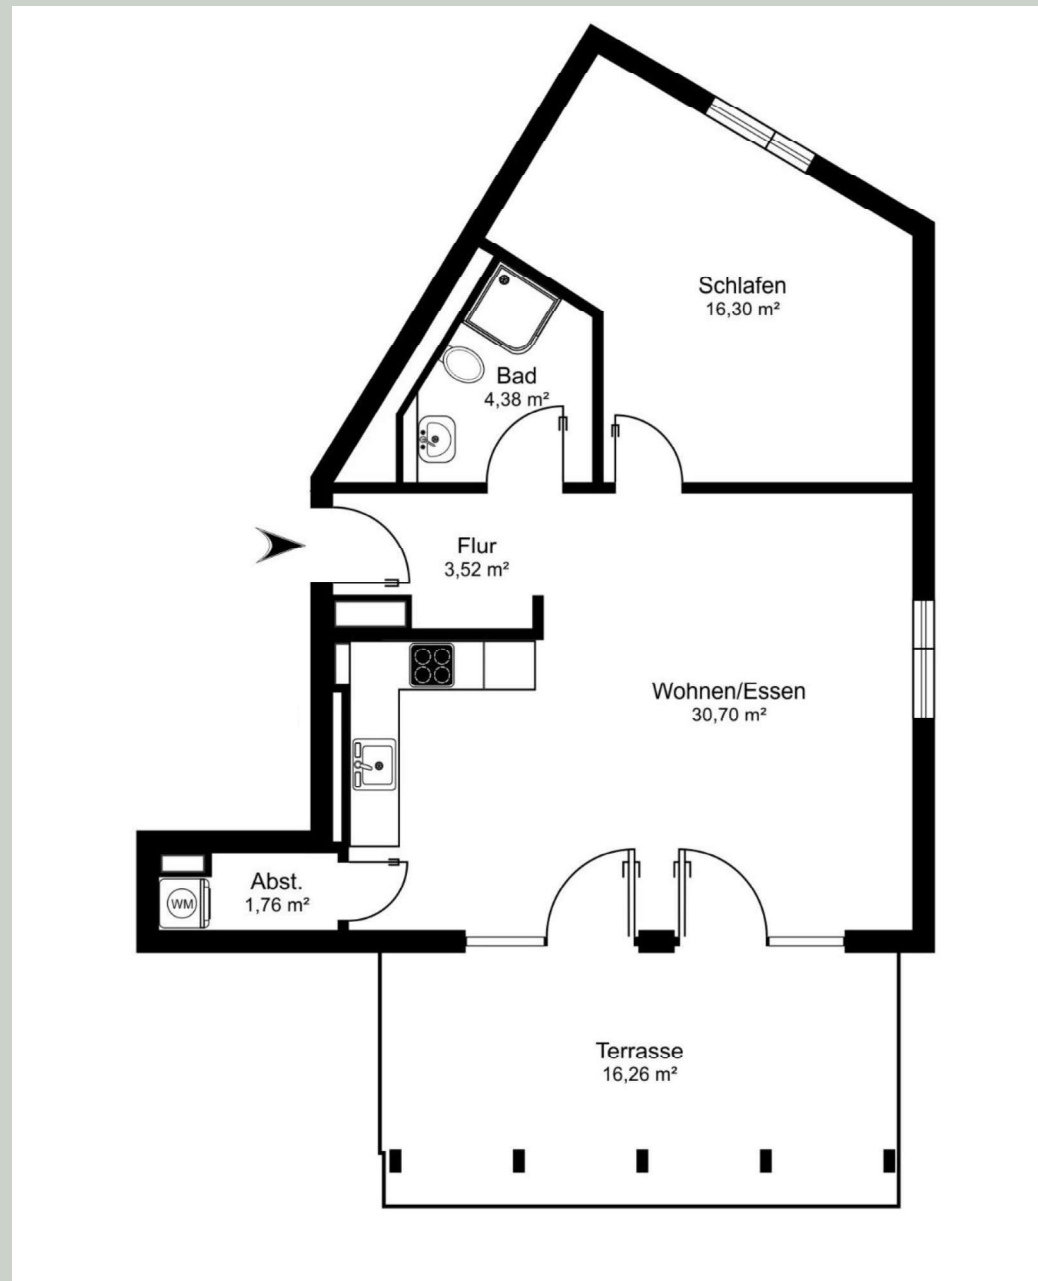 Schlafen
16,30 m²
Bad
4,38 m²
Flur
3,52 m²
Wohnen/Essen
30,70 m²
Abst.
1,76 m²
WM
Terrasse
16,26 m²